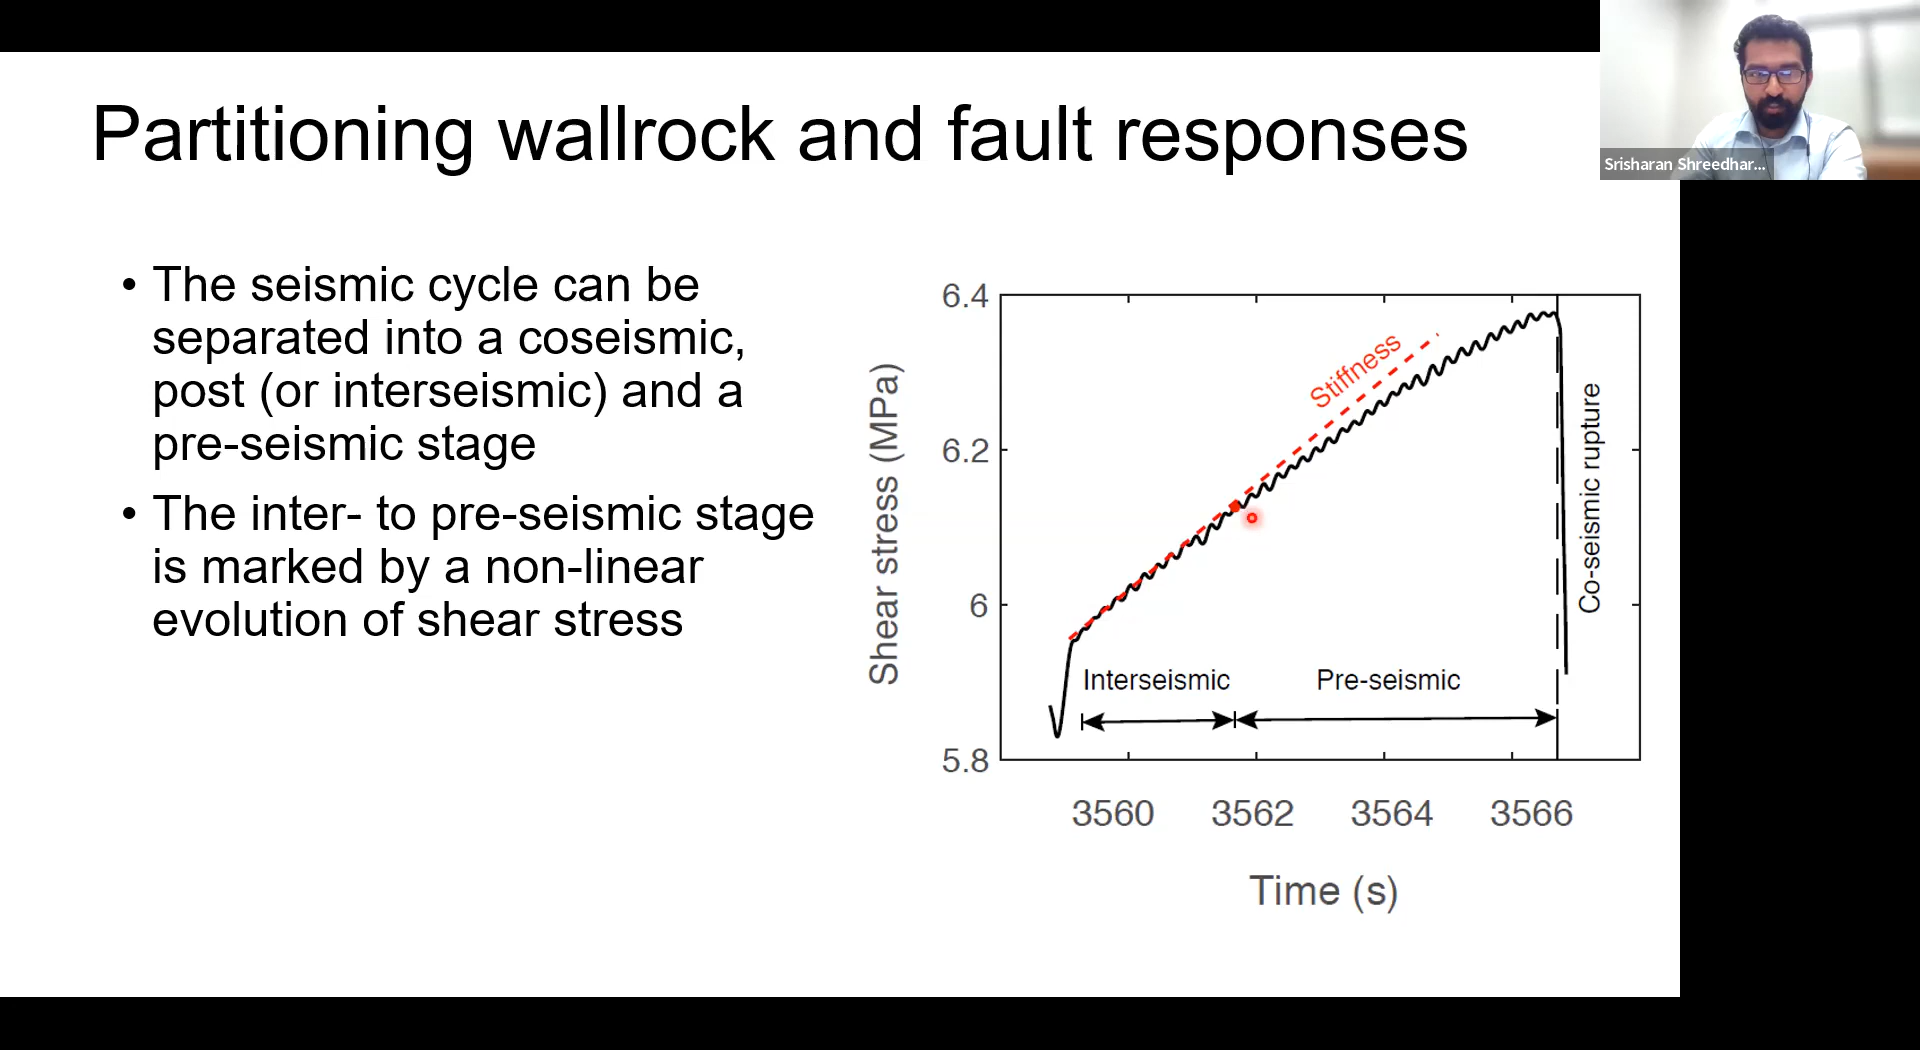 Partitioning wallrock and fault responses
Srisharan Shreedhar...
• The seismic cycle can be
separated into a coseismic,
post (or interseismic) and a
pre-seismic stage
• The inter- to pre-seismic stage
is marked by a non-linear
evolution of shear stress
6.4
6.2
6
5.8
Shear stress (MPa)
Stiffness
Co-seismic rupture
Interseismic
Pre-seismic
3560 3562 3564 3566
Time (s)